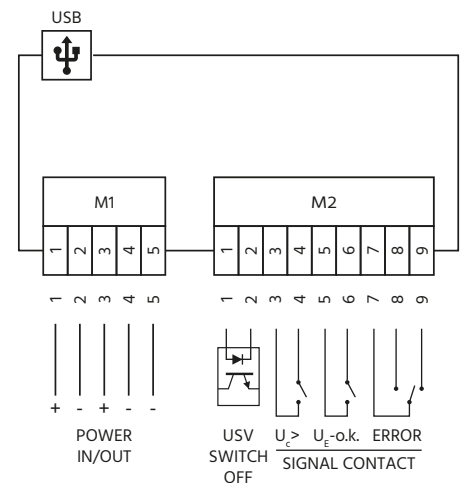 USB
M1
M2
1 2 3 4 5
1 2 3 4 5 6 7 8 9
1 2 3 4 5
1 2 3 4 5 6 7 8 9
+ - + - -
POWER
IN/OUT
USV
SWITCH
OFF
Uc> UE-o.k. ERROR
SIGNAL CONTACT